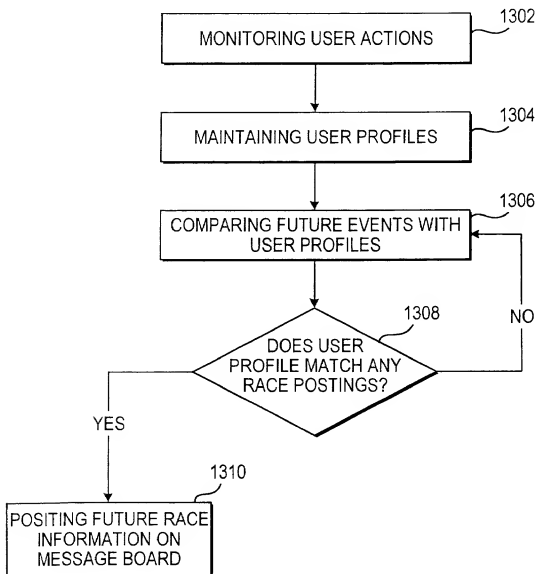 1302
MONITORING USER ACTIONS
1304
MAINTAINING USER PROFILES
1306
COMPARING FUTURE EVENTS WITH
USER PROFILES
1308
DOES USER
PROFILE MATCH ANY
RACE POSTINGS?
NO
YES
1310
POSITING FUTURE RACE
INFORMATION ON
MESSAGE BOARD